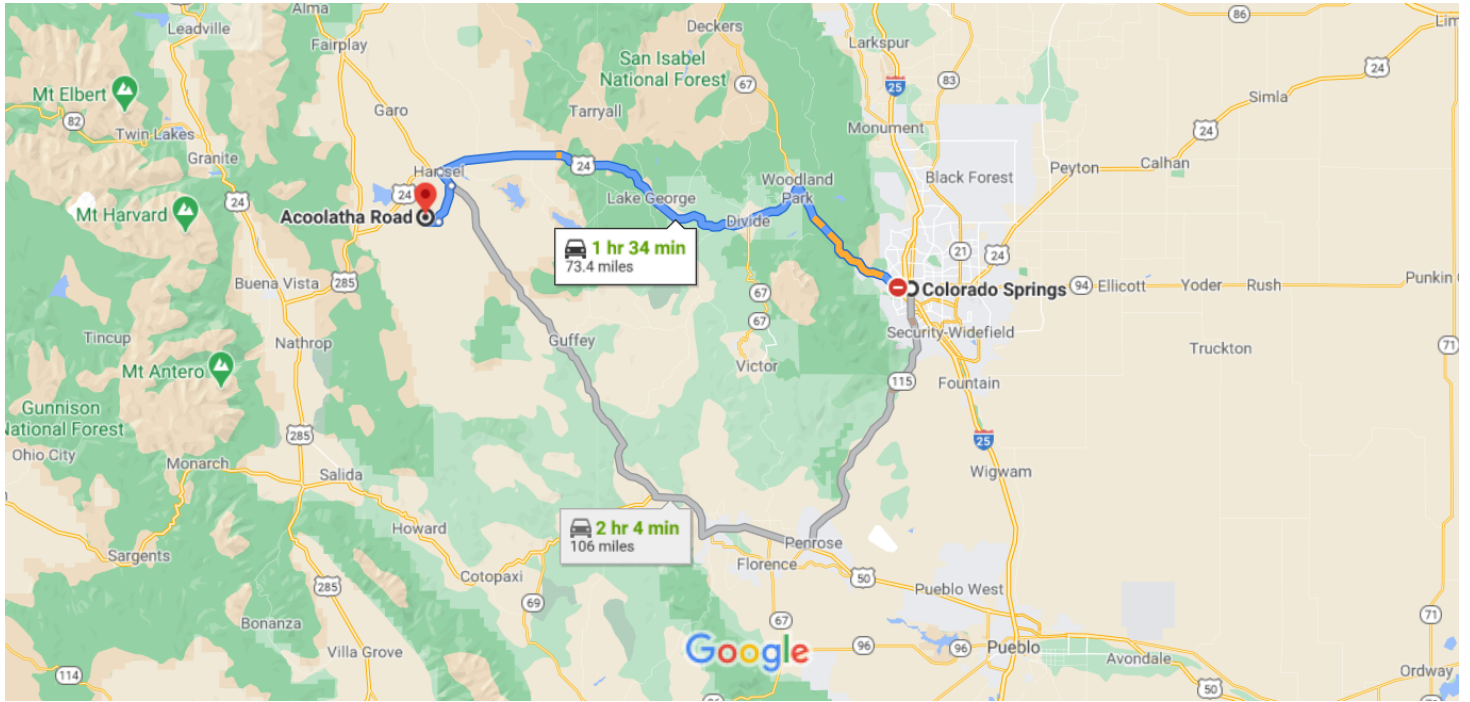 Alma
Leadville
Deckers
86
Lim
Fairplay
Larkspur
San Isabel
National Forest
67
25
83
24
Mt Elbert
Garo
Tarryall
Simla
82
Twin Lakes
Monument
24
Granite
Peyton
Calhan
Hartsel
24
Woodland
Park
Black Forest
24
24
Lake George
Mt Harvard
Acoolatha Road
Divide
1 hr 34 min
73.4 miles
21
24
285
Buena Vista
67
Colorado Springs
94
Ellicott
Yoder
Rush
Punkin C
67
Security-Widefield
Tincup
Nathrop
Guffey
Truckton
71
Mt Antero
Victor
115
Fountain
Gunnison
National Forest
285
25
Ohio City
Monarch
Salida
Wigwam
Howard
2 hr 4 min
106 miles
Penrose
Sargents
Florence
Cotopaxi
50
285
Pueblo West
69
71
Bonanza
67
Villa Grove
Google
96
96
Pueblo
Avondale
114
Ordway
50